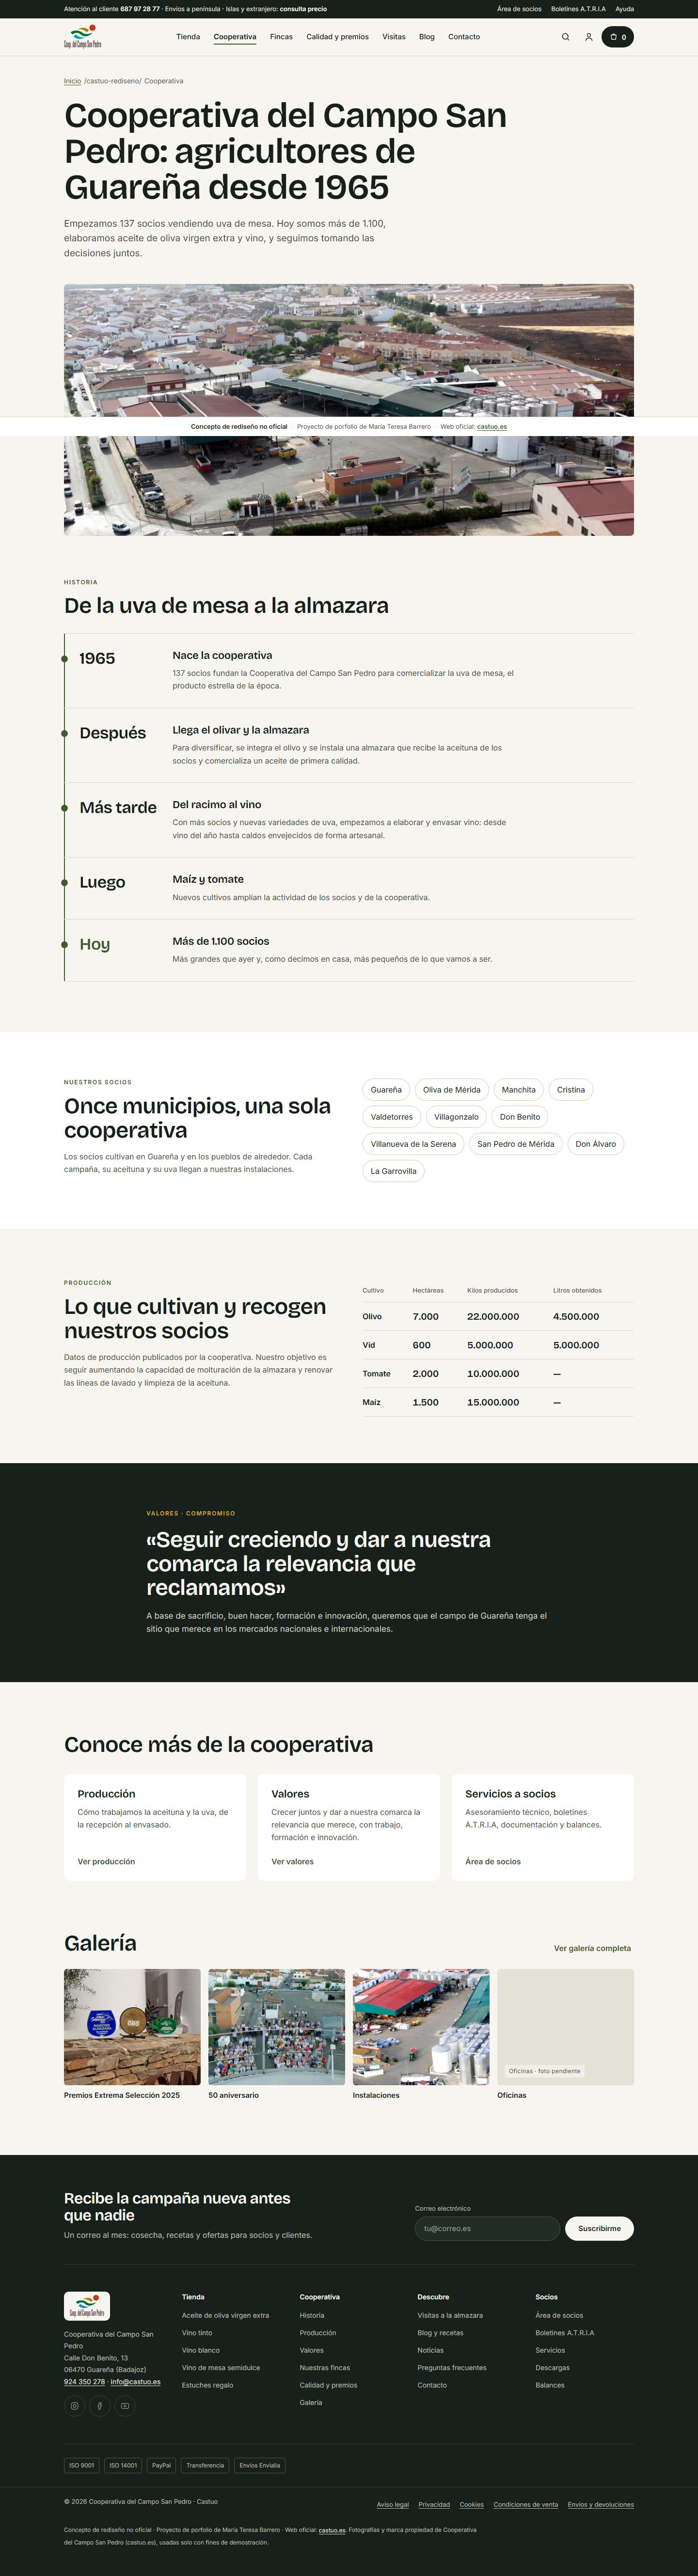 Atención al cliente 687 97 28 77 · Envíos a península · Islas y extranjero: consulta precio
Área de socios Boletines A.T.R.I.A Ayuda
Coop. del Campo San Pedro
Tienda Cooperativa Fincas Calidad y premios Visitas Blog Contacto
0
Inicio /castuo-rediseno/ Cooperativa
Cooperativa del Campo San
Pedro: agricultores de
Guareña desde 1965
Empezamos 137 socios vendiendo uva de mesa. Hoy somos más de 1.100,
elaboramos aceite de oliva virgen extra y vino, y seguimos tomando las
decisiones juntos.
Concepto de rediseño no oficial · Proyecto de porfolio de María Teresa Barrero · Web oficial: castuo.es
HISTORIA
De la uva de mesa a la almazara
1965
Nace la cooperativa
137 socios fundan la Cooperativa del Campo San Pedro para comercializar la uva de mesa, el
producto estrella de la época.
Después
Llega el olivar y la almazara
Para diversificar, se integra el olivo y se instala una almazara que recibe la aceituna de los
socios y comercializa un aceite de primera calidad.
Más tarde
Del racimo al vino
Con más socios y nuevas variedades de uva, empezamos a elaborar y envasar vino: desde
vino del año hasta caldos envejecidos de forma artesanal.
Luego
Maíz y tomate
Nuevos cultivos amplían la actividad de los socios y de la cooperativa.
Hoy
Más de 1.100 socios
Más grandes que ayer y, como decimos en casa, más pequeños de lo que vamos a ser.
NUESTROS SOCIOS
Once municipios, una sola
cooperativa
Los socios cultivan en Guareña y en los pueblos de alrededor. Cada
campaña, su aceituna y su uva llegan a nuestras instalaciones.
Guareña Oliva de Mérida Manchita Cristina
Valdetorres Villagonzalo Don Benito
Villanueva de la Serena San Pedro de Mérida Don Álvaro
La Garrovilla
PRODUCCIÓN
Lo que cultivan y recogen
nuestros socios
Datos de producción publicados por la cooperativa. Nuestro objetivo es
seguir aumentando la capacidad de molturación de la almazara y renovar
las líneas de lavado y limpieza de la aceituna.
Cultivo Hectáreas Kilos producidos Litros obtenidos
Olivo 7.000 22.000.000 4.500.000
Vid 600 5.000.000 5.000.000
Tomate 2.000 10.000.000 —
Maíz 1.500 15.000.000 —
VALORES · COMPROMISO
«Seguir creciendo y dar a nuestra
comarca la relevancia que
reclamamos»
A base de sacrificio, buen hacer, formación e innovación, queremos que el campo de Guareña tenga el
sitio que merece en los mercados nacionales e internacionales.
Conoce más de la cooperativa
Producción
Cómo trabajamos la aceituna y la uva, de
la recepción al envasado.
Ver producción
Valores
Crecer juntos y dar a nuestra comarca la
relevancia que merece, con trabajo,
formación e innovación.
Ver valores
Servicios a socios
Asesoramiento técnico, boletines
A.T.R.I.A, documentación y balances.
Área de socios
Galería
Ver galería completa
Oficinas · foto pendiente
Premios Extrema Selección 2025
50 aniversario
Instalaciones
Oficinas
Recibe la campaña nueva antes
que nadie
Un correo al mes: cosecha, recetas y ofertas para socios y clientes.
Correo electrónico
tu@correo.es
Suscribirme
Coop. del Campo San Pedro
Cooperativa del Campo San
Pedro
Calle Don Benito, 13
06470 Guareña (Badajoz)
924 350 278 · info@castuo.es
Tienda
Aceite de oliva virgen extra
Vino tinto
Vino blanco
Vino de mesa semidulce
Estuches regalo
Cooperativa
Historia
Producción
Valores
Nuestras fincas
Calidad y premios
Galería
Descubre
Visitas a la almazara
Blog y recetas
Noticias
Preguntas frecuentes
Contacto
Socios
Área de socios
Boletines A.T.R.I.A
Servicios
Descargas
Balances
ISO 9001 ISO 14001 PayPal Transferencia Envíos Envialia
© 2026 Cooperativa del Campo San Pedro · Castuo
Aviso legal Privacidad Cookies Condiciones de venta Envíos y devoluciones
Concepto de rediseño no oficial · Proyecto de porfolio de María Teresa Barrero · Web oficial: castuo.es. Fotografías y marca propiedad de Cooperativa
del Campo San Pedro (castuo.es), usadas solo con fines de demostración.